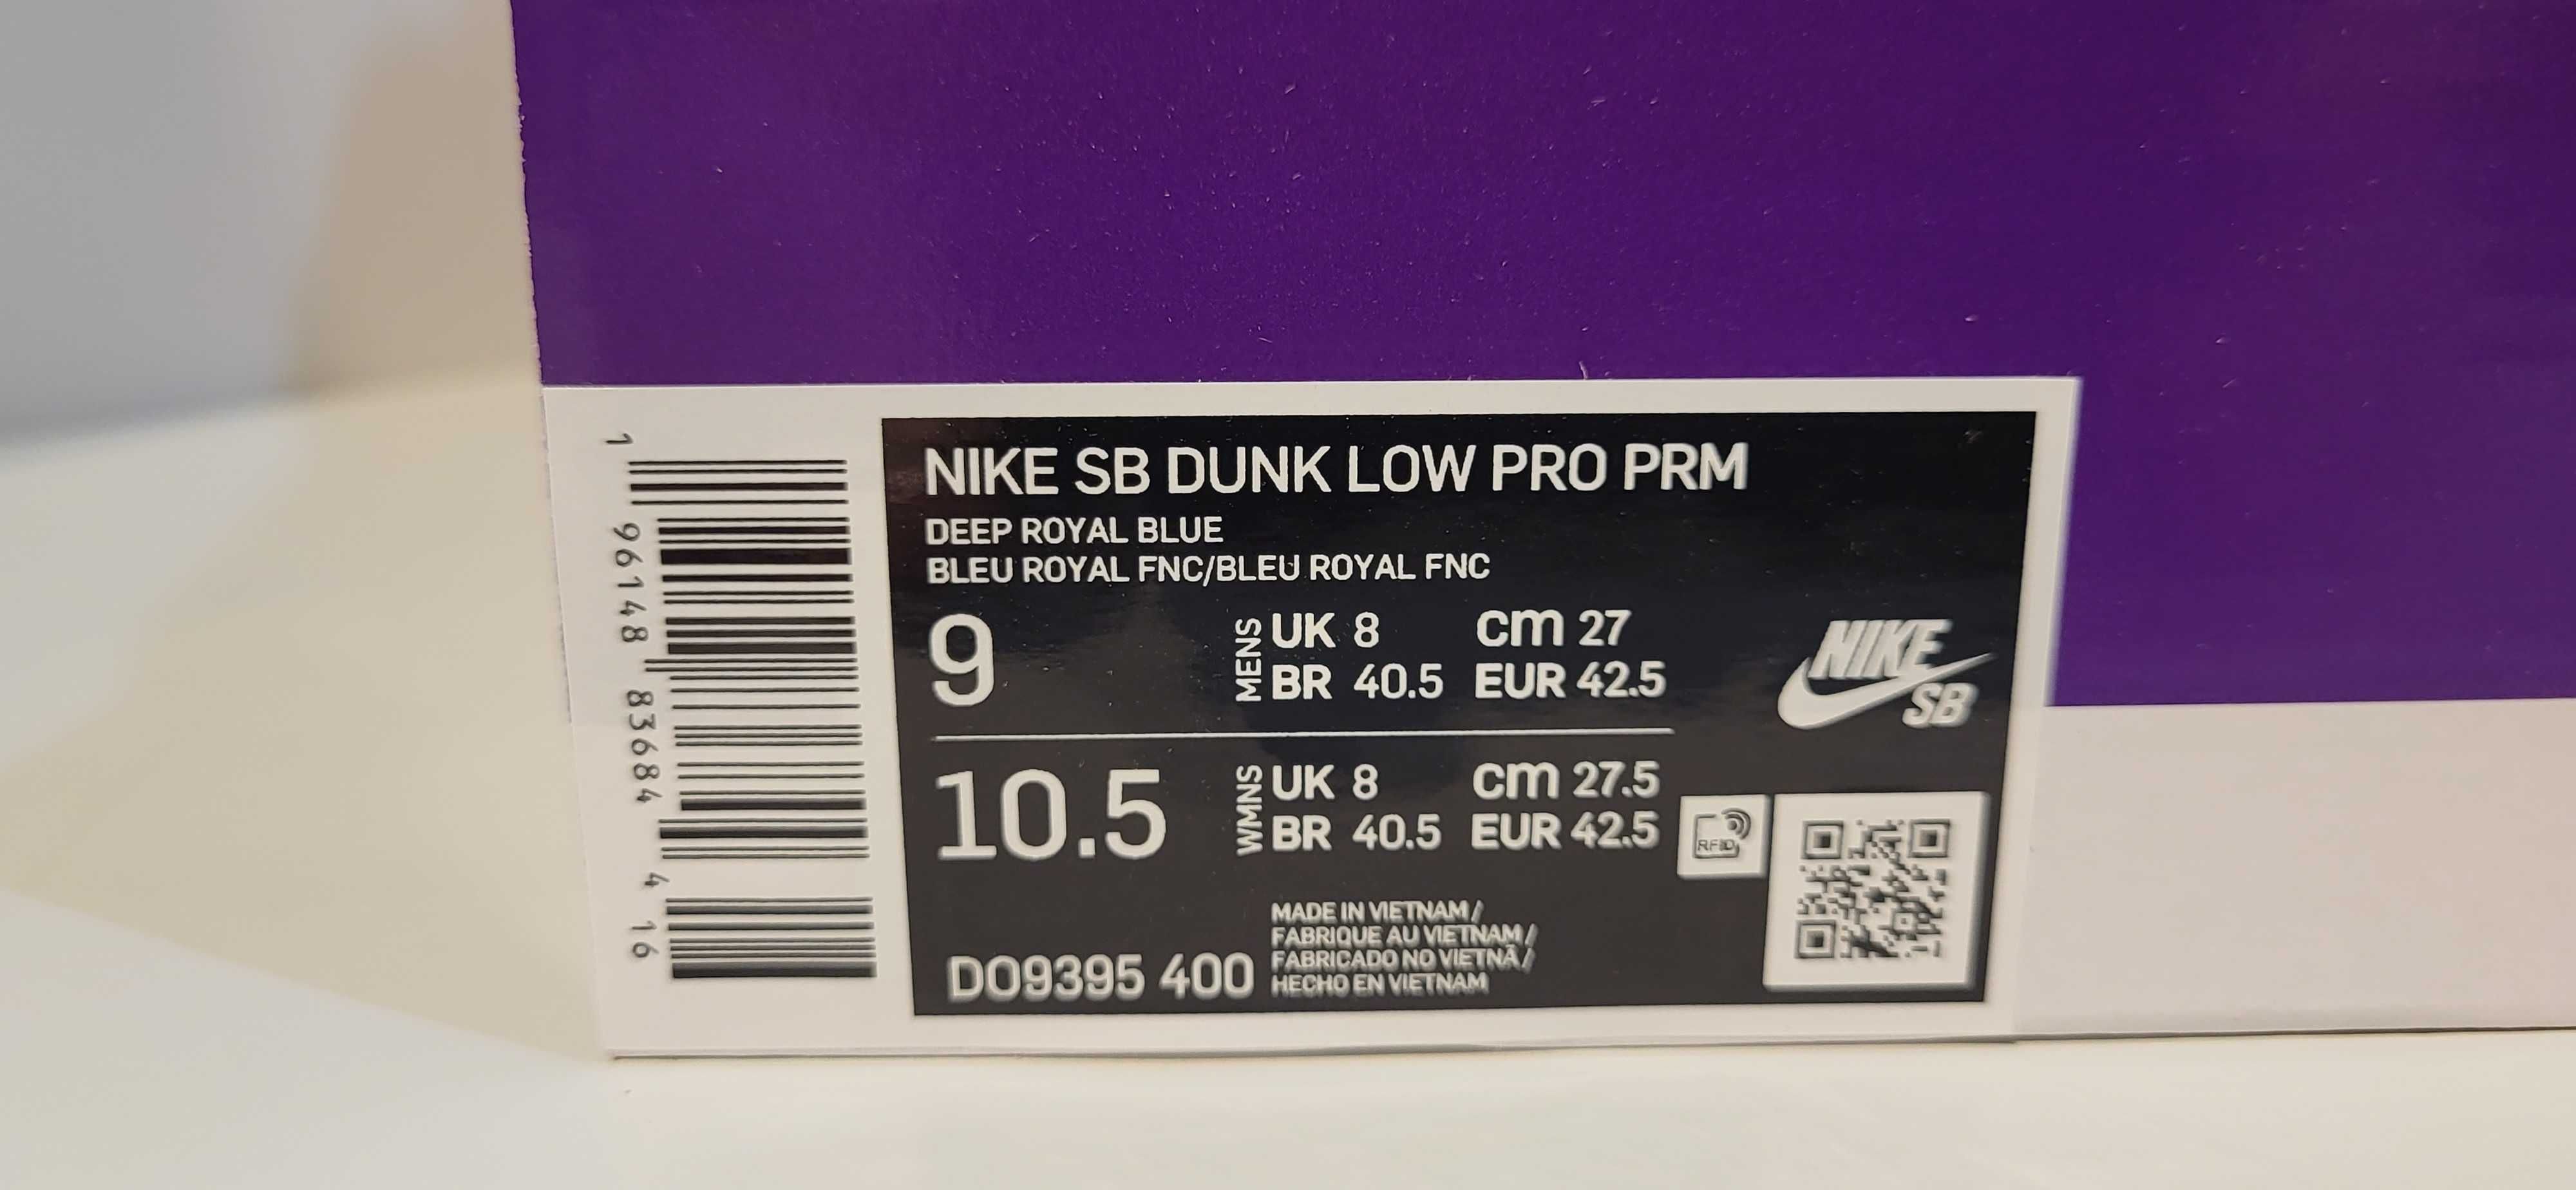 1 96148 83684 4 16
NIKE SB DUNK LOW PRO PRM
DEEP ROYAL BLUE
BLEU ROYAL FNC/BLEU ROYAL FNC
9
MENS
UK 8 cm 27
BR 40.5 EUR 42.5
NIKE
SB
10.5
WMNS
UK 8 cm 27.5
BR 40.5 EUR 42.5
RFID
DO9395 400
MADE IN VIETNAM /
FABRIQUE AU VIETNAM /
FABRICADO NO VIETNÃ /
HECHO EN VIETNAM